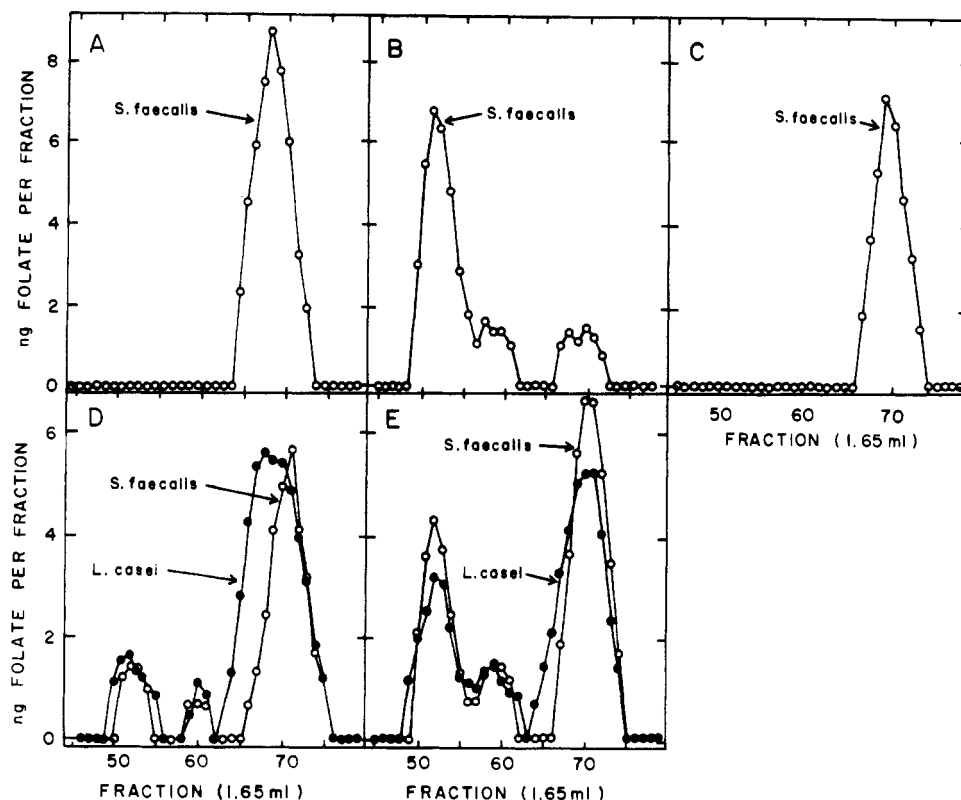 A
B
C
8
6
4
2
0
ng FOLATE PER FRACTION
S. faecalis
S. faecalis
S. faecalis
50 60 70
FRACTION (1.65 ml)
D
E
6
4
2
0
ng FOLATE PER FRACTION
S. faecalis
L. casei
S. faecalis
L. casei
50 60 70
50 60 70
FRACTION (1.65 ml)
FRACTION (1.65 ml)